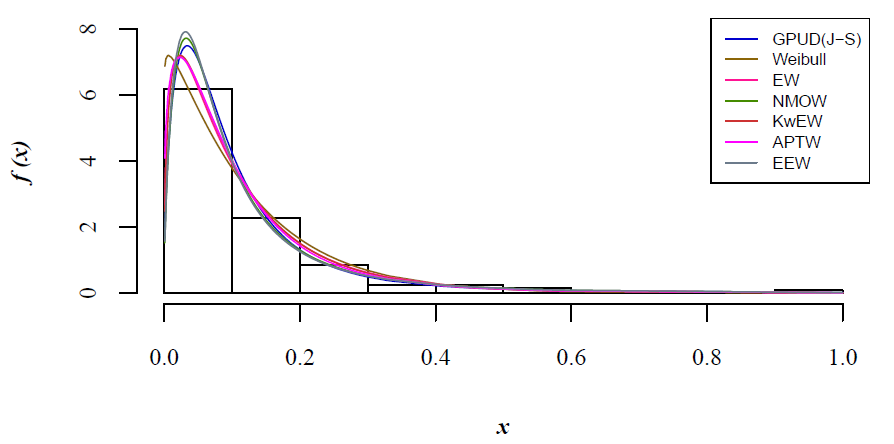 8
6
4
2
0
f (x)
GPUD(J−S)
Weibull
EW
NMOW
KwEW
APTW
EEW
0.0 0.2 0.4 0.6 0.8 1.0
x